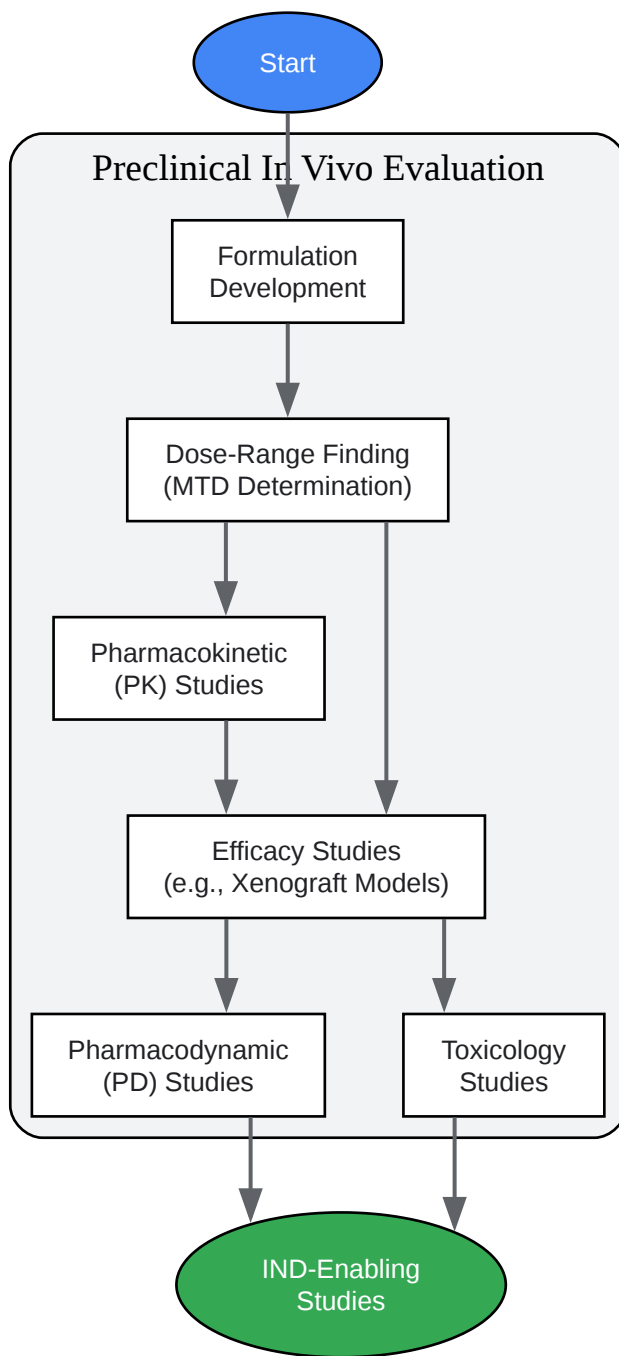 Start
Preclinical In Vivo Evaluation
Formulation
Development
Dose-Range Finding
(MTD Determination)
Pharmacokinetic
(PK) Studies
Efficacy Studies
(e.g., Xenograft Models)
Pharmacodynamic
(PD) Studies
Toxicology
Studies
IND-Enabling
Studies